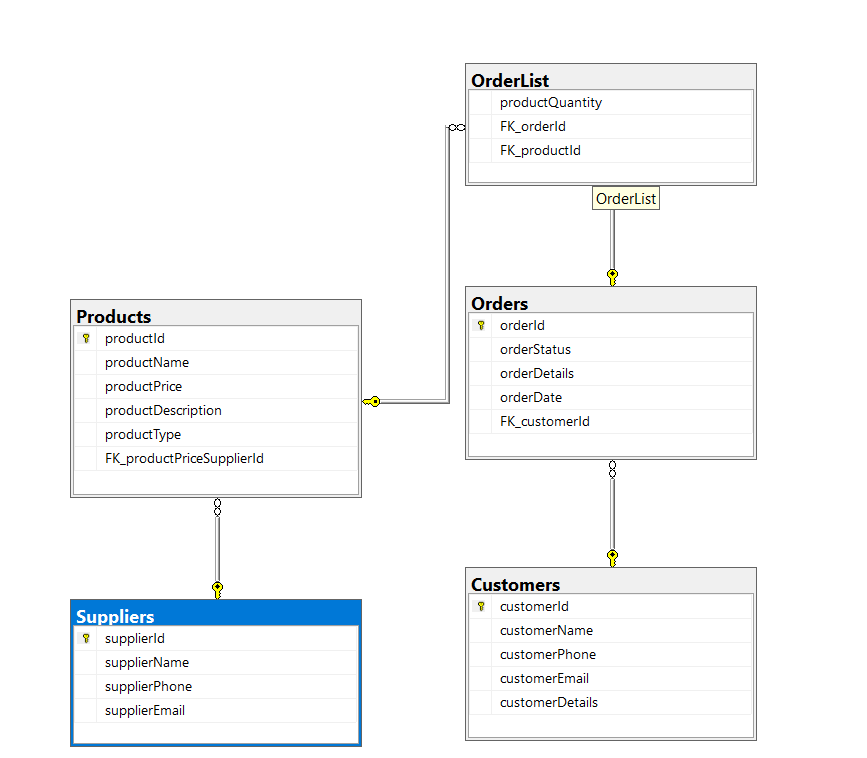 OrderList
productQuantity
FK_orderId
FK_productId
OrderList
Products
productId
productName
productPrice
productDescription
productType
FK_productPriceSupplierId
Orders
orderId
orderStatus
orderDetails
orderDate
FK_customerId
Suppliers
supplierId
supplierName
supplierPhone
supplierEmail
Customers
customerId
customerName
customerPhone
customerEmail
customerDetails